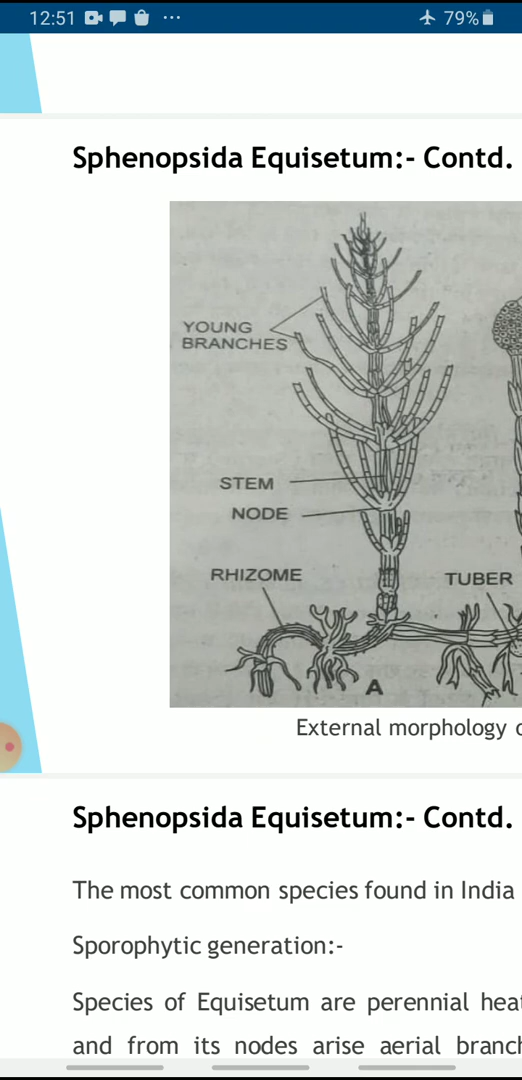 12:51
79%
Sphenopsida Equisetum:- Contd.
YOUNG
BRANCHES
STEM
NODE
RHIZOME
TUBER
A
External morphology
Sphenopsida Equisetum:- Contd.
The most common species found in India
Sporophytic generation:-
Species of Equisetum are perennial
and from its nodes arise aerial